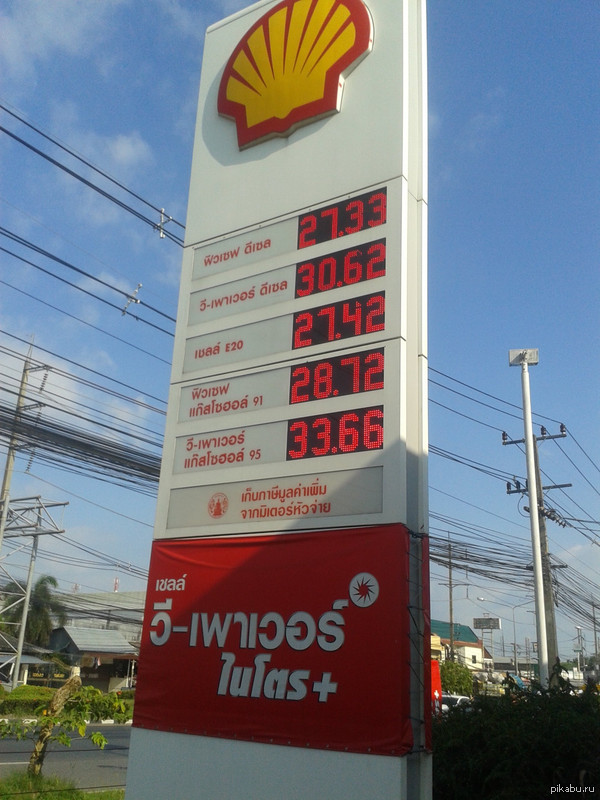 ฟิวเซฟ ดีเซล 27.33
วี-เพาเวอร์ ดีเซล 30.62
เชลล์ E20 27.42
ฟิวเซฟ
แก๊สโซฮอล์ 91 28.72
วี-เพาเวอร์
แก๊สโซฮอล์ 95 33.66
เก็บภาษีมูลค่าเพิ่ม
จากมิเตอร์หัวจ่าย
เชลล์
วี-เพาเวอร์
ไนโตร+
pikabu.ru